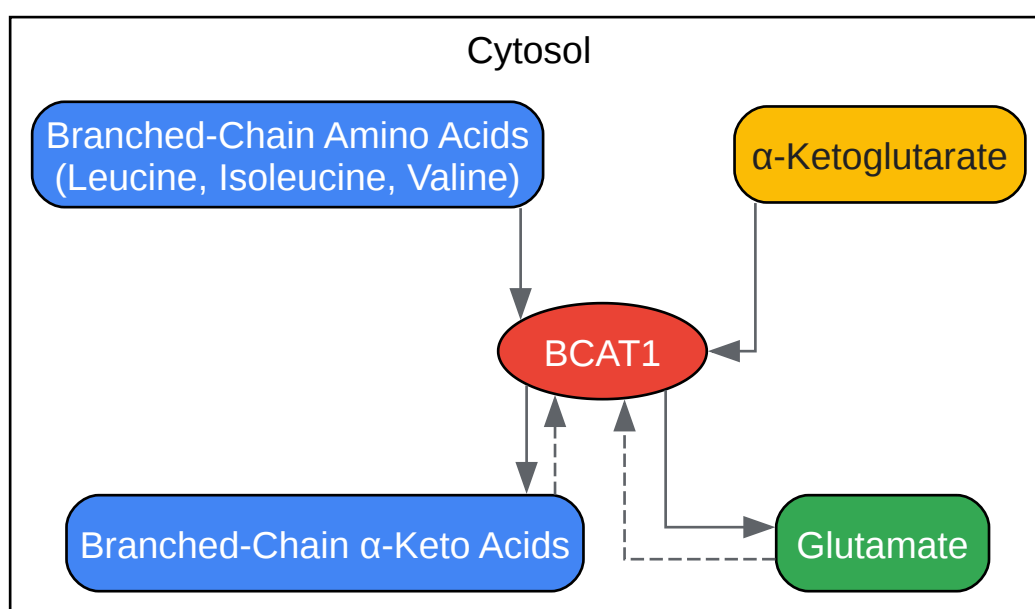 Cytosol
Branched-Chain Amino Acids
(Leucine, Isoleucine, Valine)
α-Ketoglutarate
BCAT1
Branched-Chain α-Keto Acids
Glutamate